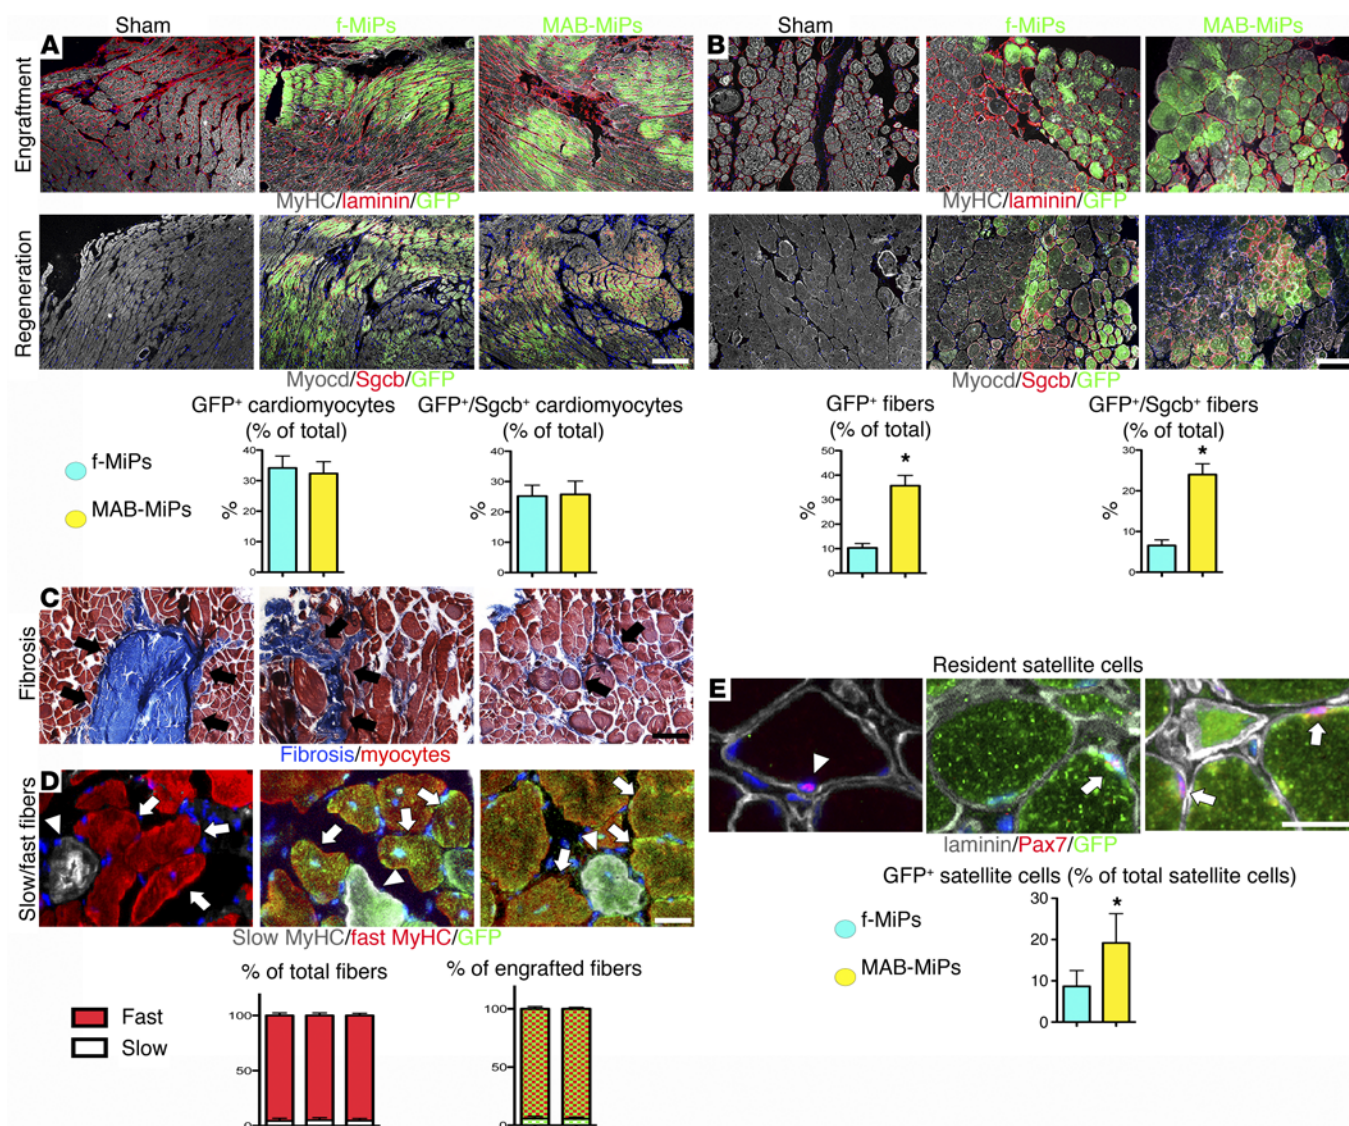 A
Sham
f-MiPs
MAB-MiPs
Engraftment
MyHC/laminin/GFP
Regeneration
Myocd/Sgcb/GFP
GFP⁺ cardiomyocytes
(% of total)
GFP⁺/Sgcb⁺ cardiomyocytes
(% of total)
f-MiPs
MAB-MiPs
%
40
30
20
10
0
%
40
30
20
10
0
B
Sham
f-MiPs
MAB-MiPs
MyHC/laminin/GFP
Myocd/Sgcb/GFP
GFP⁺ fibers
(% of total)
GFP⁺/Sgcb⁺ fibers
(% of total)
%
50
40
30
20
10
0
*
%
30
20
10
0
*
C
Fibrosis
Fibrosis/myocytes
D
Slow/fast fibers
Slow MyHC/fast MyHC/GFP
% of total fibers
% of engrafted fibers
Fast
Slow
100
50
0
100
50
0
E
Resident satellite cells
laminin/Pax7/GFP
GFP⁺ satellite cells (% of total satellite cells)
f-MiPs
MAB-MiPs
30
20
10
0
*